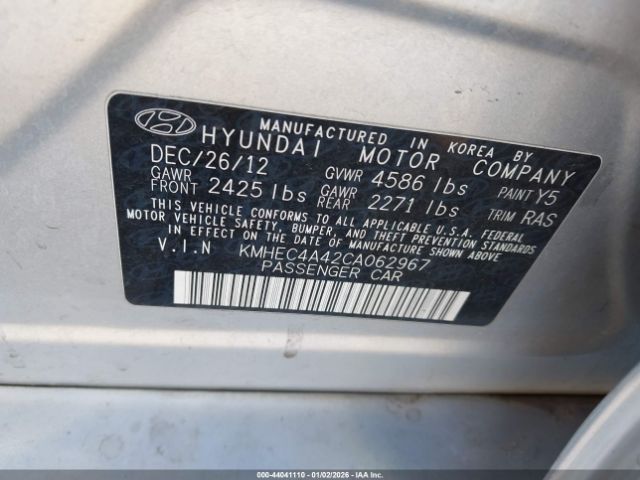 MANUFACTURED IN KOREA BY
HYUNDAI MOTOR COMPANY
DEC/26/12 GVWR 4586 lbs PAINT Y5
GAWR FRONT 2425 lbs GAWR REAR 2271 lbs TRIM RAS
THIS VEHICLE CONFORMS TO ALL APPLICABLE U.S.A. FEDERAL
MOTOR VEHICLE SAFETY, BUMPER, AND THEFT PREVENTION STANDARDS
IN EFFECT ON THE DATE OF MANUFACTURE SHOWN ABOVE
V.I.N KMHEC4A42CA062967
PASSENGER CAR
000-44041110 - 01/02/2026 - IAA Inc.